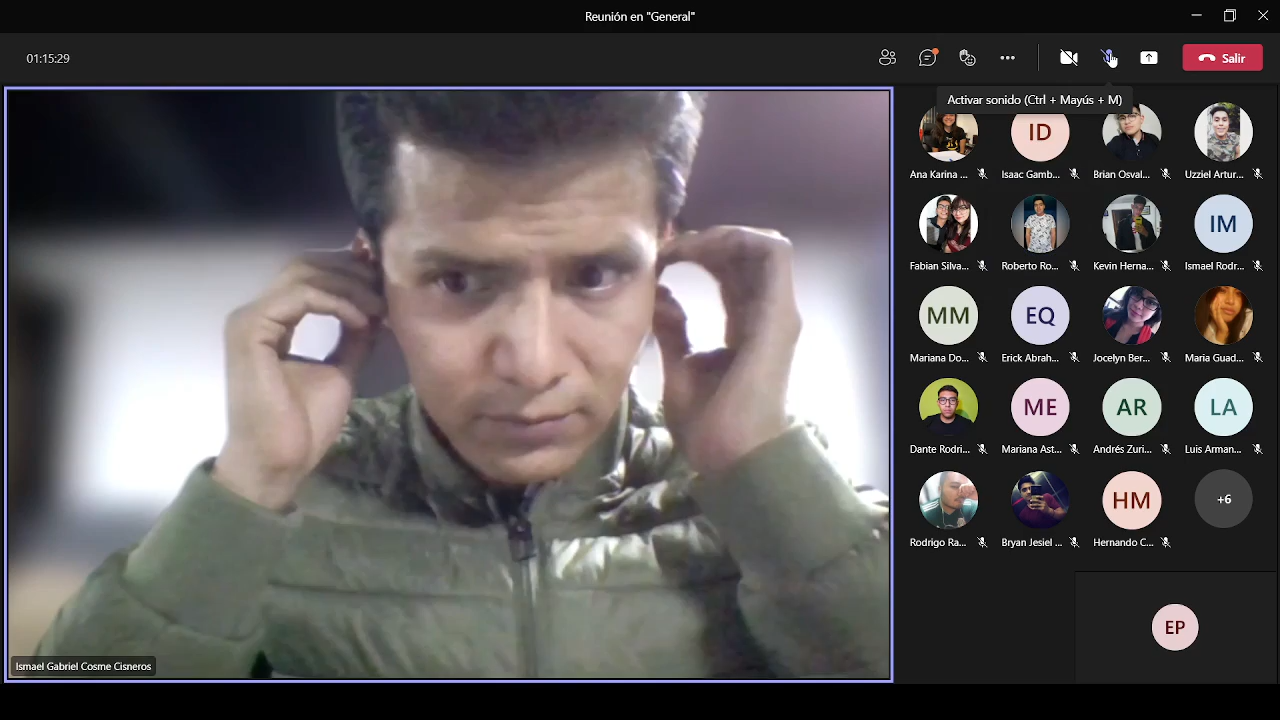 Reunión en "General"
01:15:29
Salir
Activar sonido (Ctrl + Mayús + M)
ID
Ana Karina ...
Isaac Gamb...
Brian Osval...
Uzziel Artur...
IM
Fabian Silva...
Roberto Ro...
Kevin Herna...
Ismael Rodr...
MM
EQ
Mariana Do...
Erick Abrah...
Jocelyn Ber...
Maria Guad...
ME
AR
LA
Dante Rodri...
Mariana Ast...
Andrés Zuri...
Luis Arman...
HM
+6
Rodrigo Ra...
Bryan Jesiel ...
Hernando C...
EP
Ismael Gabriel Cosme Cisneros